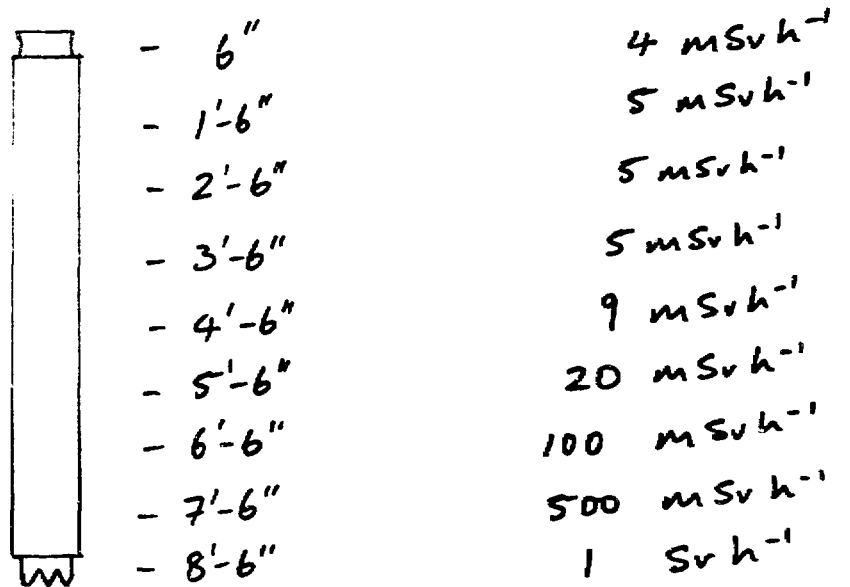 - 6" 4 mSv h⁻¹
- 1'-6" 5 mSv h⁻¹
- 2'-6" 5 mSv h⁻¹
- 3'-6" 5 mSv h⁻¹
- 4'-6" 9 mSv h⁻¹
- 5'-6" 20 mSv h⁻¹
- 6'-6" 100 mSv h⁻¹
- 7'-6" 500 mSv h⁻¹
- 8'-6" 1 Sv h⁻¹